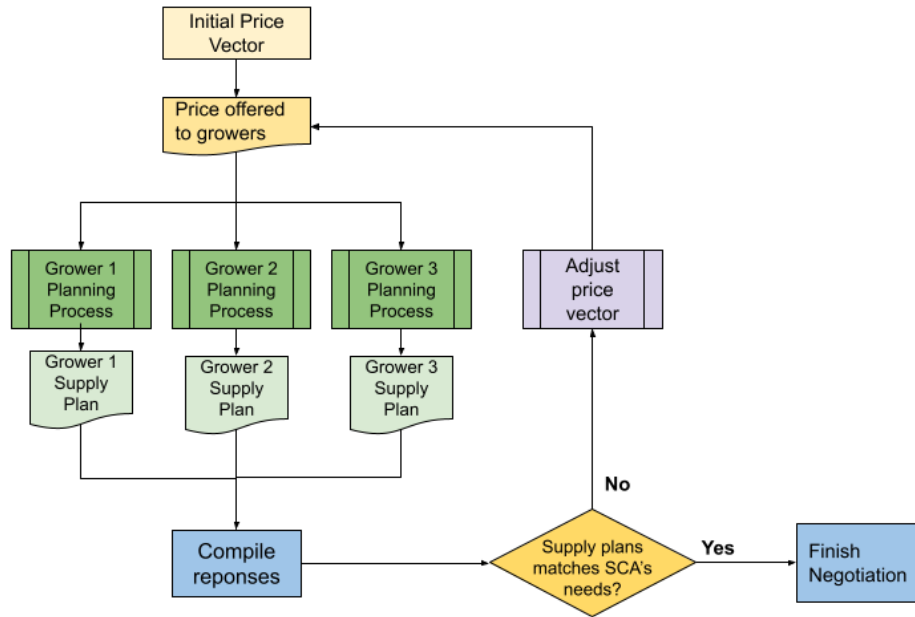 Initial Price
Vector
Price offered
to growers
Grower 1
Planning
Process
Grower 2
Planning
Process
Grower 3
Planning
Process
Adjust
price
vector
Grower 1
Supply
Plan
Grower 2
Supply
Plan
Grower 3
Supply
Plan
No
Compile
reponses
Supply plans
matches SCA's
needs?
Yes
Finish
Negotiation